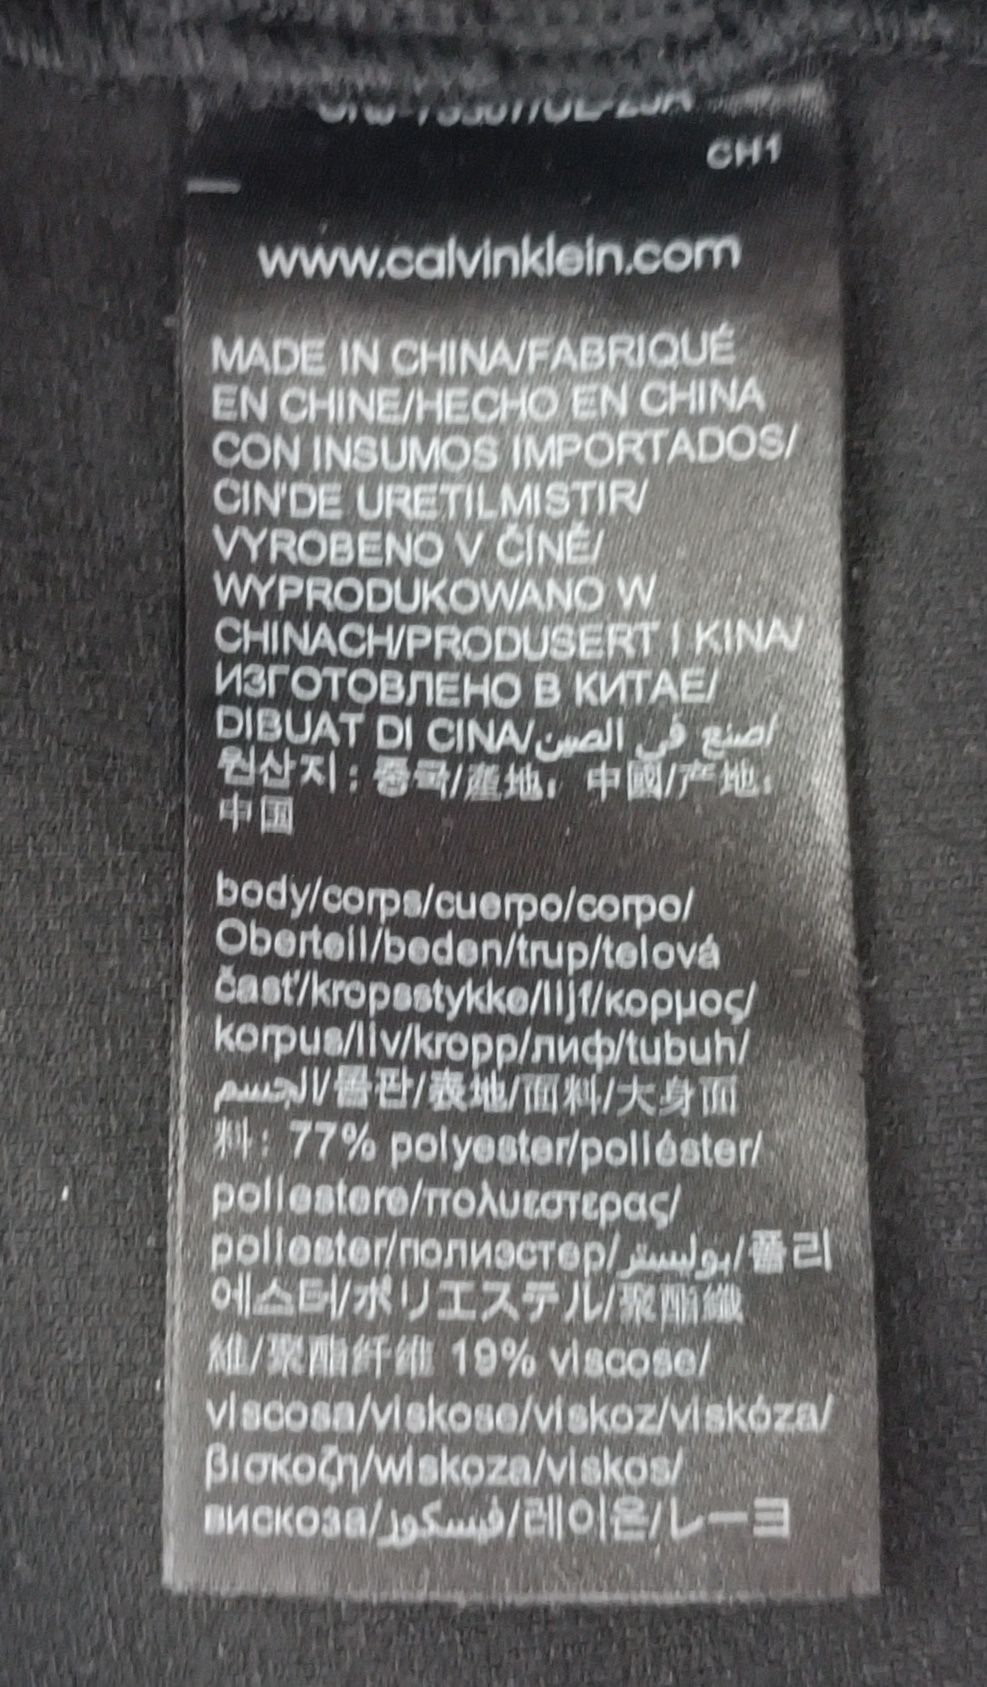 CH1
www.calvinklein.com
MADE IN CHINA/FABRIQUÉ
EN CHINE/HECHO EN CHINA
CON INSUMOS IMPORTADOS/
CIN'DE URETILMISTIR/
VYROBENO V ČÍNĚ/
WYPRODUKOWANO W
CHINACH/PRODUSERT I KINA/
ИЗГОТОВЛЕНО В КИТАЕ/
DIBUAT DI CINA/صنع في الصين/
원산지: 중국/產地: 中國/产地:
中国
body/corps/cuerpo/corpo/
Oberteil/beden/trup/telová
časť/kropsstykke/lijf/κορμος/
korpus/liv/kropp/лиф/tubuh/
الجسم/몸판/表地/面料/大身面
料: 77% polyester/poliéster/
poliestere/πολυεστερας/
poliester/полиэстер/بوليستر/폴리
에스터/ポリエステル/聚酯纖
維/聚酯纤维 19% viscose/
viscosa/viskose/viskoz/viskóza/
βισκοζη/wiskoza/viskos/
вискоза/فيسكوز/레이온/レーヨ